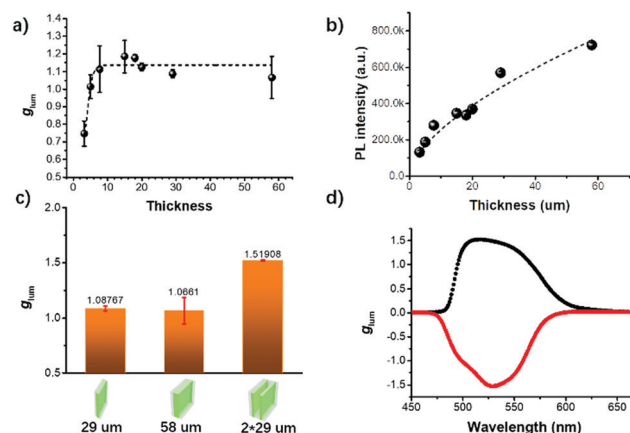 a)
1.4
1.3
1.2
1.1
1.0
0.9
0.8
0.7
0.6
0.5
g lum
0 10 20 30 40 50 60
Thickness
b)
800.0k
600.0k
400.0k
200.0k
0.0
PL intensity (a.u.)
0 20 40 60
Thickness (um)
c)
2.0
1.5
1.0
0.5
g lum
1.08767
1.0661
1.51908
29 um 58 um 2*29 um
d)
1.5
1.0
0.5
0.0
-0.5
-1.0
-1.5
g lum
450 500 550 600 650
Wavelength (nm)